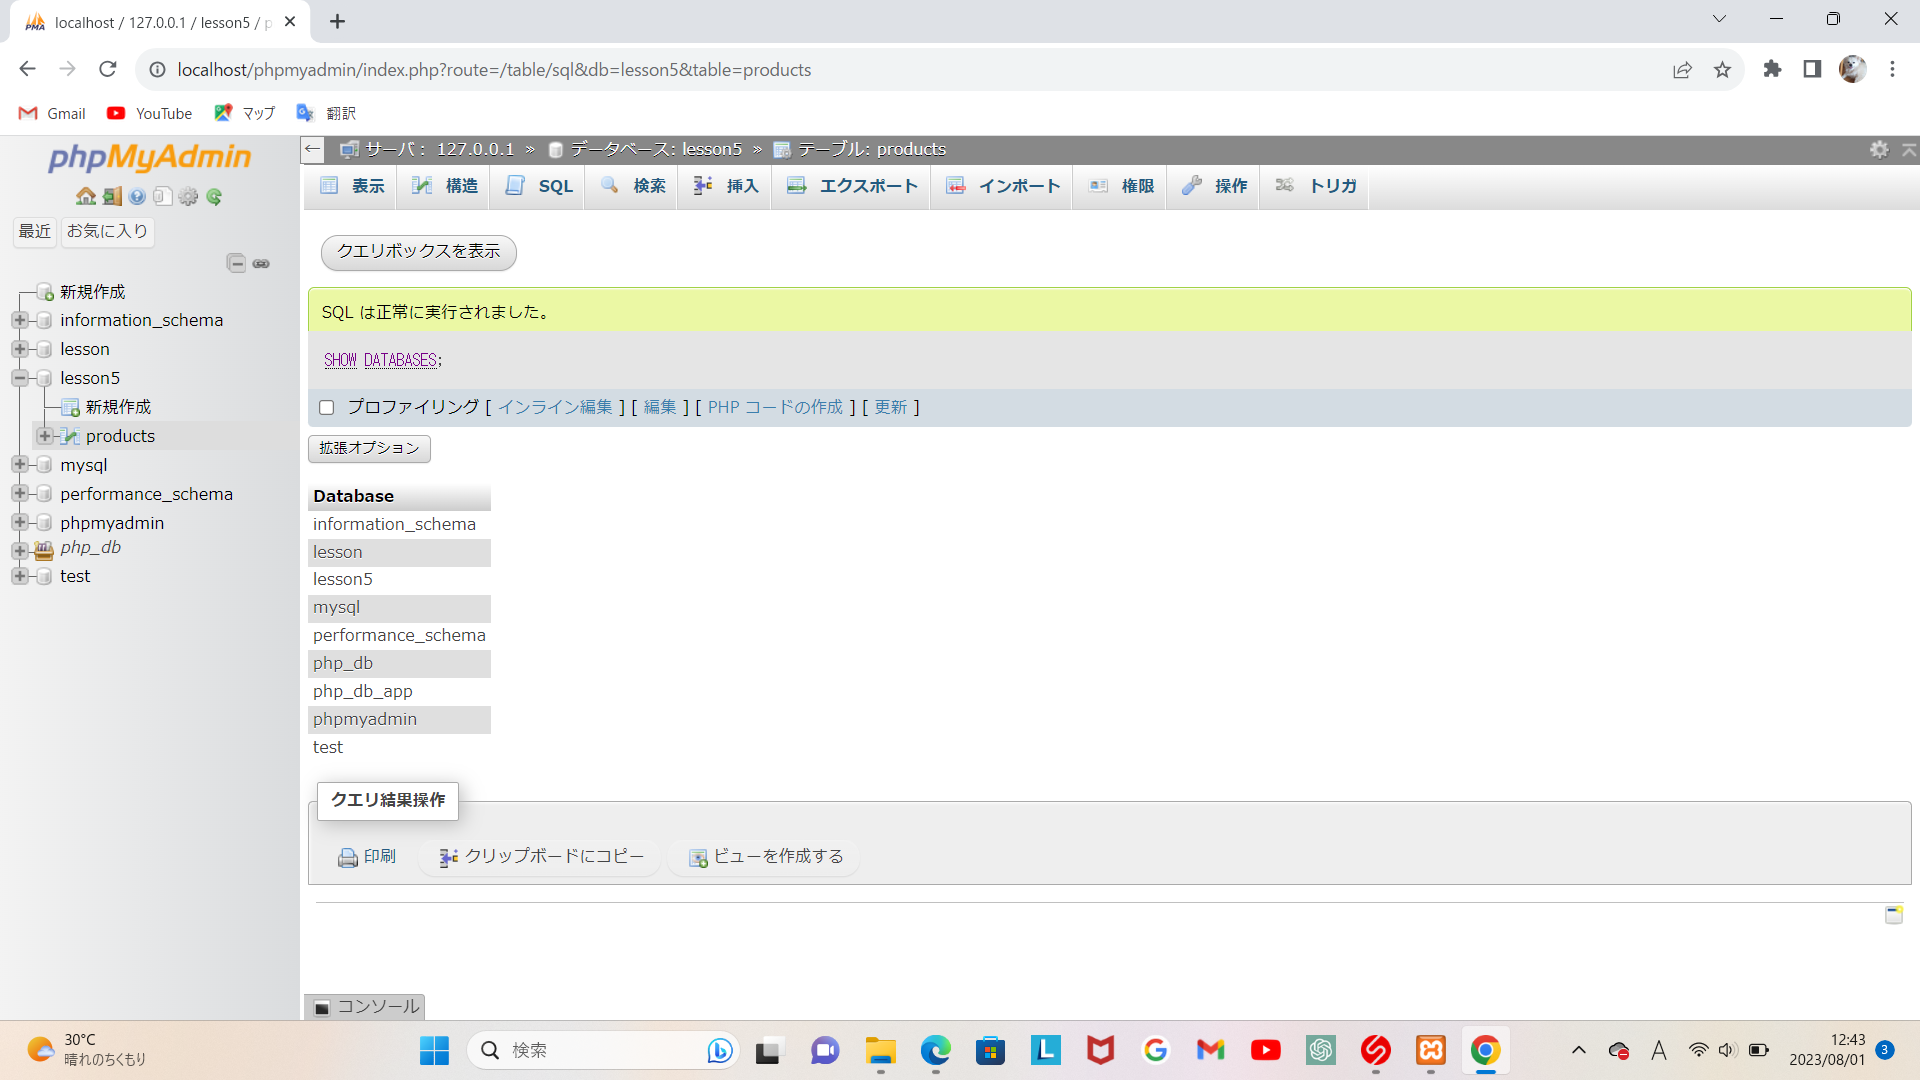 localhost / 127.0.0.1 / lesson5 / p
localhost/phpmyadmin/index.php?route=/table/sql&db=lesson5&table=products
Gmail YouTube マップ 翻訳
phpMyAdmin
最近 お気に入り
新規作成
information_schema
lesson
lesson5
新規作成
products
mysql
performance_schema
phpmyadmin
php_db
test
サーバ: 127.0.0.1 » データベース: lesson5 » テーブル: products
表示 構造 SQL 検索 挿入 エクスポート インポート 権限 操作 トリガ
クエリボックスを表示
SQL は正常に実行されました。
SHOW DATABASES;
プロファイリング [ インライン編集 ] [ 編集 ] [ PHP コードの作成 ] [ 更新 ]
拡張オプション
Database
information_schema
lesson
lesson5
mysql
performance_schema
php_db
php_db_app
phpmyadmin
test
クエリ結果操作
印刷 クリップボードにコピー ビューを作成する
コンソール
30°C
晴れのちくもり
検索
A
12:43
2023/08/01
3